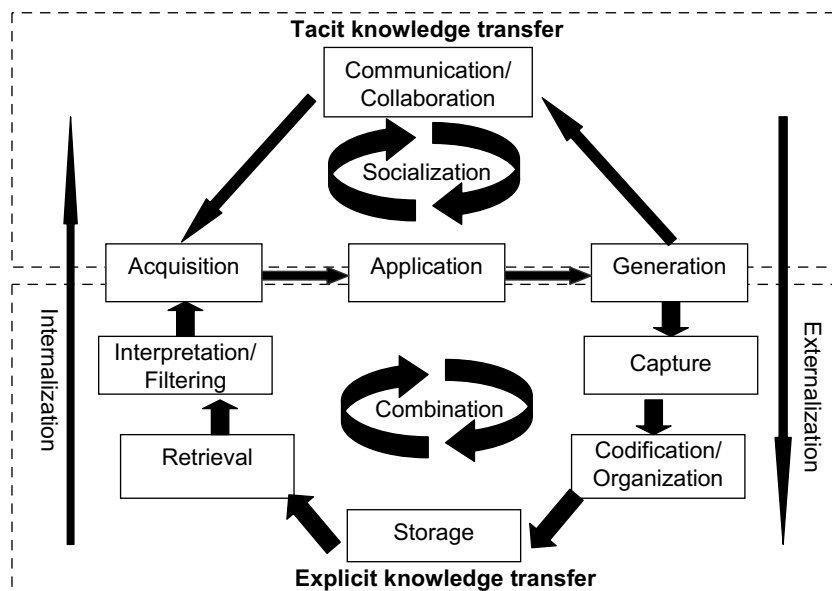 Tacit knowledge transfer
Communication/
Collaboration
Socialization
Acquisition
Application
Generation
Internalization
Externalization
Interpretation/
Filtering
Capture
Combination
Retrieval
Codification/
Organization
Storage
Explicit knowledge transfer